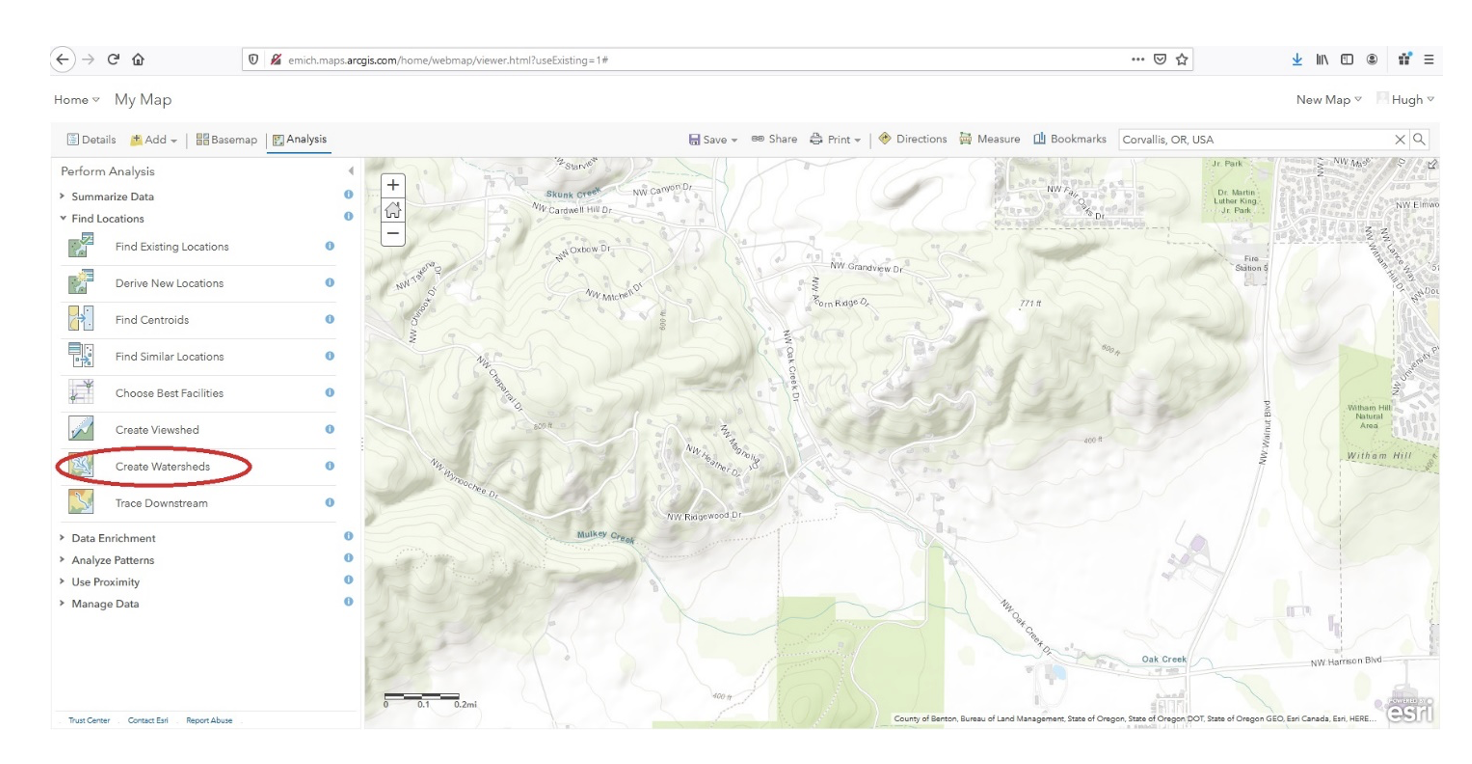 emich.maps.arcgis.com/home/webmap/viewer.html?useExisting=1#
Home My Map New Map Hugh
Details Add Basemap Analysis Save Share Print Directions Measure Bookmarks Corvallis, OR, USA
Perform Analysis
Summarize Data
Find Locations
Find Existing Locations
Derive New Locations
Find Centroids
Find Similar Locations
Choose Best Facilities
Create Viewshed
Create Watersheds
Trace Downstream
Data Enrichment
Analyze Patterns
Use Proximity
Manage Data
Trust Center Contact Esri Report Abuse
+
−
Skunk Creek
NW Canyon Dr
NW Cardwell Hill Dr
NW Fair Oaks Dr
Jr. Park
Dr. Martin
Luther King,
Jr. Park
NW Oxbow Dr
NW Grandview Dr
Fire
Station 5
NW Mitchell Dr
NW Acorn Ridge Dr
771 ft
NW Chinook Dr
600 ft
600 ft
NW Oak Creek Dr
NW Chaparral Dr
600 ft
NW Magnolia
NW Heather Dr
400 ft
NW Walnut Blvd
Witham Hill
Natural
Area
Witham Hill
NW Wynoochee Dr
NW Ridgewood Dr
Mulkey Creek
NW Oak Creek Dr
Oak Creek
NW Harrison Blvd
400 ft
0 0.1 0.2mi
County of Benton, Bureau of Land Management, State of Oregon, State of Oregon DOT, State of Oregon GEO, Esri Canada, Esri, HERE...
POWERED BY
esri